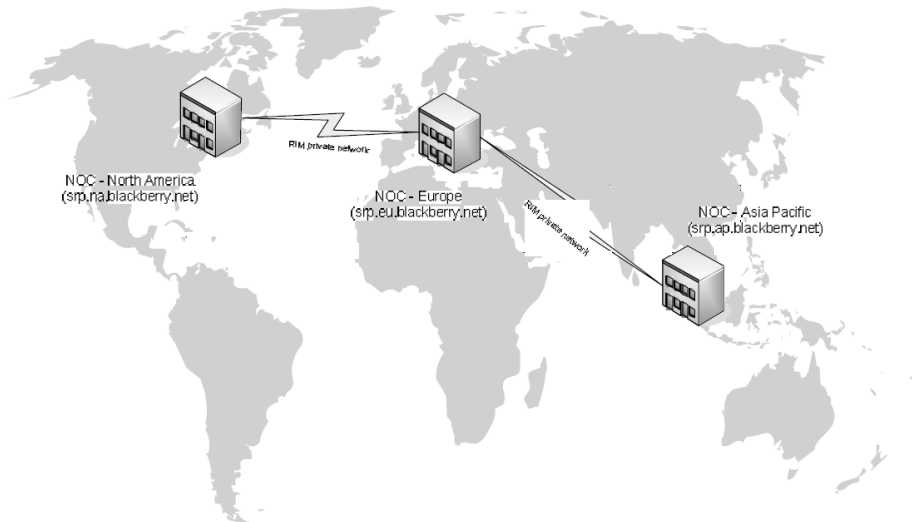 RIM private network
NOC - North America
(srp.na.blackberry.net)
NOC - Europe
(srp.eu.blackberry.net)
RIM private network
NOC - Asia Pacific
(srp.ap.blackberry.net)